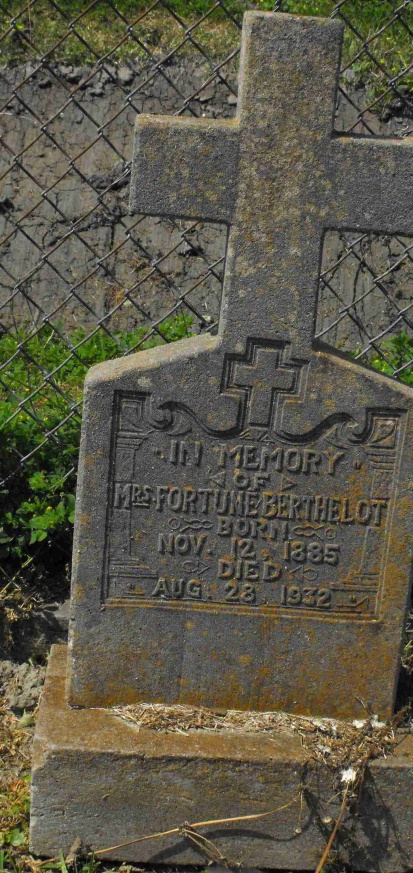 IN MEMORY
OF
MRS. FORTUNE BERTHELOT
BORN
NOV. 12. 1885
DIED
AUG. 28 1932